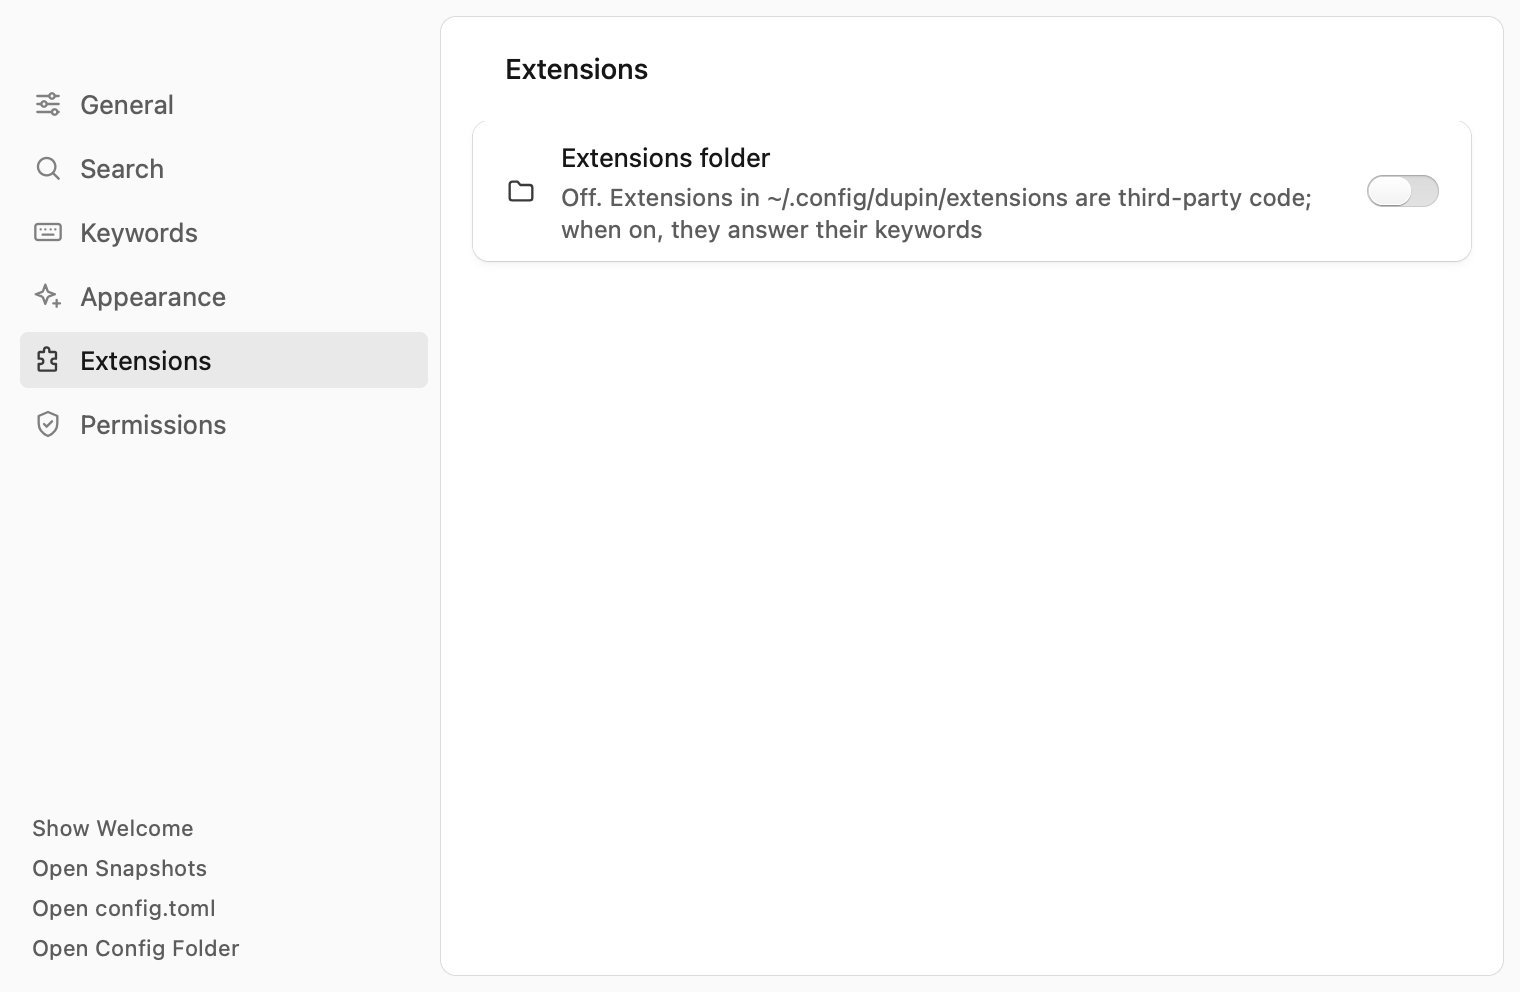 General
Search
Keywords
Appearance
Extensions
Permissions
Show Welcome
Open Snapshots
Open config.toml
Open Config Folder
Extensions
Extensions folder
Off. Extensions in ~/.config/dupin/extensions are third-party code;
when on, they answer their keywords